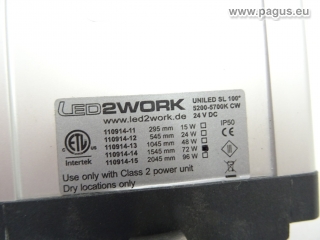 © www.pagus.eu
LED2WORK
www.led2work.de
UNILED SL 100°
5200-5700K CW
24 V DC
110914-11 295 mm 15 W
110914-12 545 mm 24 W
110914-13 1045 mm 48 W
110914-14 1545 mm 72 W
110914-15 2045 mm 96 W
IP50
ETL
Intertek
Use only with Class 2 power unit
Dry locations only